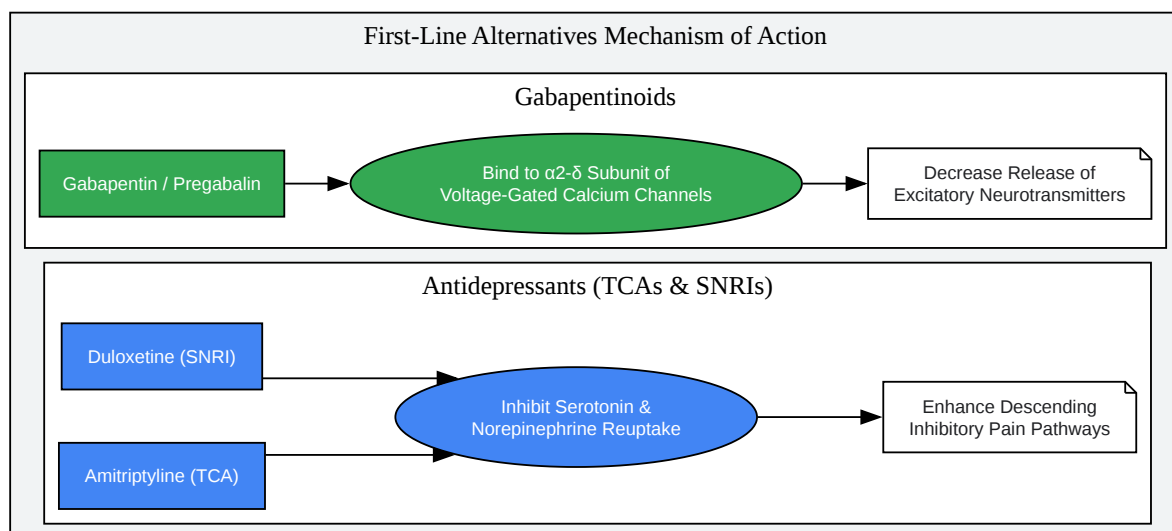 First-Line Alternatives Mechanism of Action
Gabapentinoids
Gabapentin / Pregabalin
Bind to α2-δ Subunit of
Voltage-Gated Calcium Channels
Decrease Release of
Excitatory Neurotransmitters
Antidepressants (TCAs & SNRIs)
Duloxetine (SNRI)
Amitriptyline (TCA)
Inhibit Serotonin &
Norepinephrine Reuptake
Enhance Descending
Inhibitory Pain Pathways